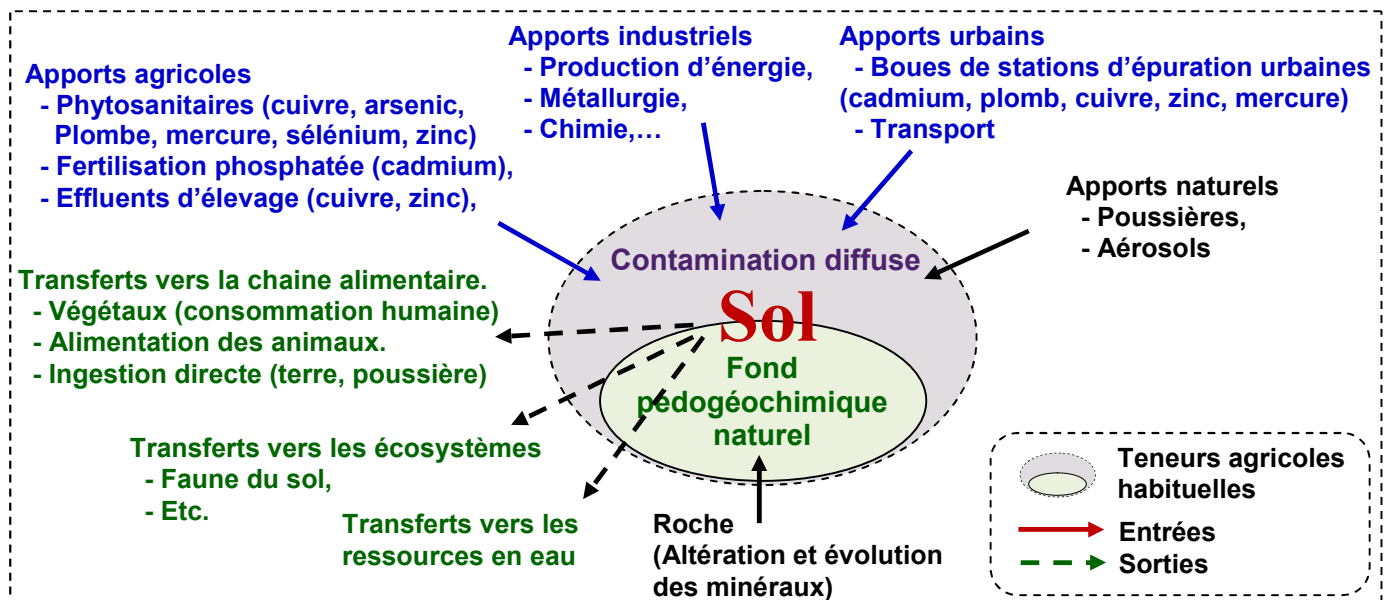 Apports agricoles
- Phytosanitaires (cuivre, arsenic,
Plombe, mercure, sélénium, zinc)
- Fertilisation phosphatée (cadmium),
- Effluents d’élevage (cuivre, zinc),
Apports industriels
- Production d’énergie,
- Métallurgie,
- Chimie,…
Apports urbains
- Boues de stations d’épuration urbaines
(cadmium, plomb, cuivre, zinc, mercure)
- Transport
Apports naturels
- Poussières,
- Aérosols
Contamination diffuse
Sol
Fond
pédogéochimique
naturel
Transferts vers la chaine alimentaire.
- Végétaux (consommation humaine)
- Alimentation des animaux.
- Ingestion directe (terre, poussière)
Transferts vers les écosystèmes
- Faune du sol,
- Etc.
Transferts vers les
ressources en eau
Roche
(Altération et évolution
des minéraux)
Teneurs agricoles
habituelles
Entrées
Sorties